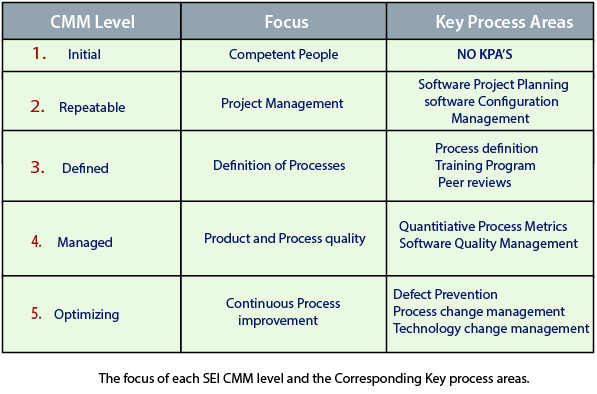 CMM Level Focus Key Process Areas
1. Initial Competent People NO KPA'S
2. Repeatable Project Management Software Project Planning
software Configuration
Management
3. Defined Definition of Processes Process definition
Training Program
Peer reviews
4. Managed Product and Process quality Quantitiative Process Metrics
Software Quality Management
5. Optimizing Continuous Process
improvement Defect Prevention
Process change management
Technology change management
The focus of each SEI CMM level and the Corresponding Key process areas.